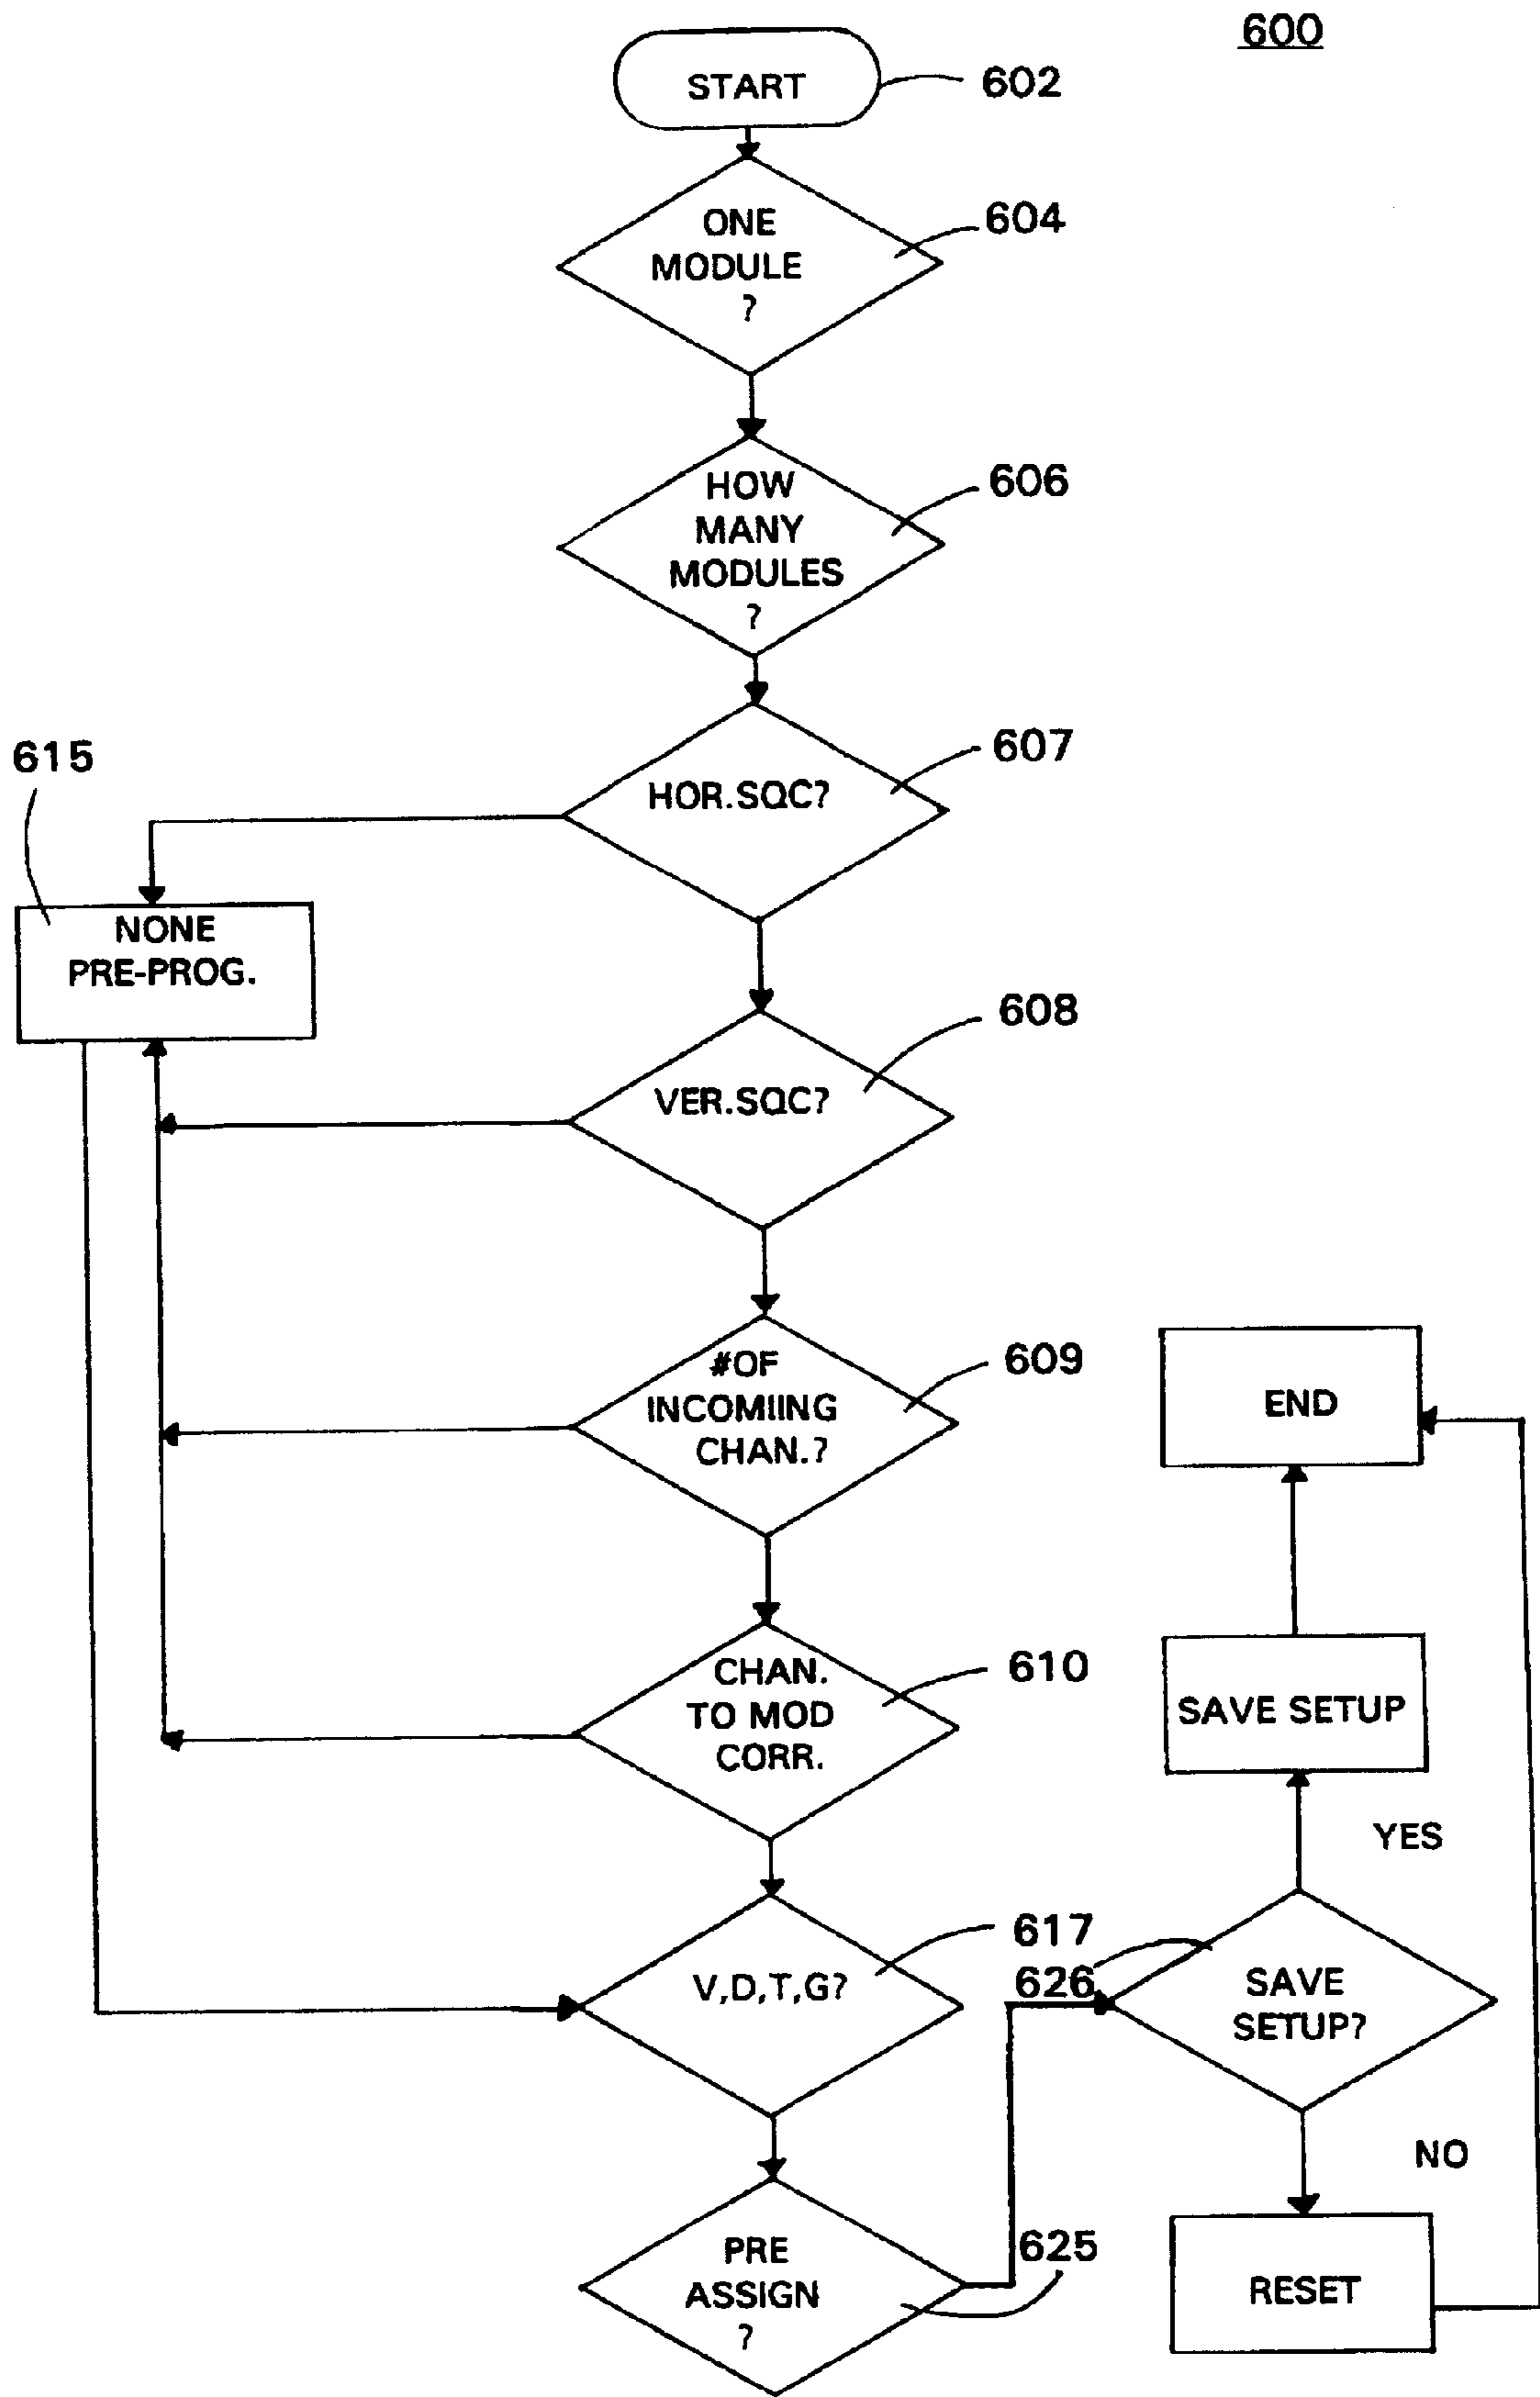 600
START
602
ONE
MODULE
?
604
HOW
MANY
MODULES
?
606
HOR.SQC?
607
615
NONE
PRE-PROG.
VER.SQC?
608
#OF
INCOMIING
CHAN.?
609
CHAN.
TO MOD
CORR.
610
V,D,T,G?
617
PRE
ASSIGN
?
625
626
SAVE
SETUP?
YES
SAVE SETUP
END
NO
RESET